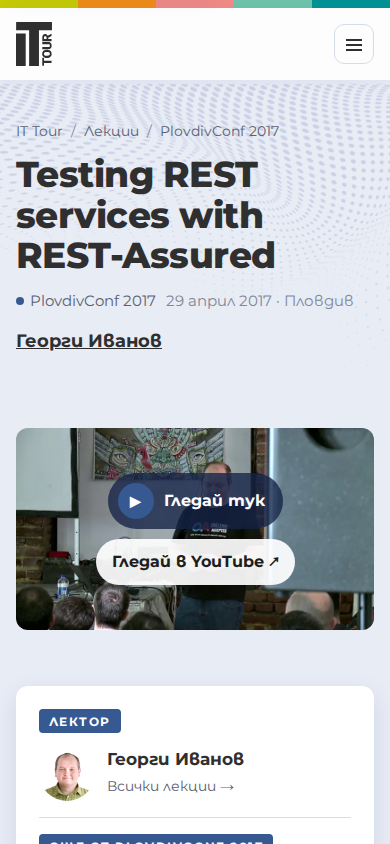 IT TOUR
IT Tour / Лекции / PlovdivConf 2017
Testing REST
services with
REST-Assured
PlovdivConf 2017 29 април 2017 · Пловдив
Георги Иванов
▶ Гледай тук
Гледай в YouTube ↗
ЛЕКТОР
Георги Иванов
Всички лекции →